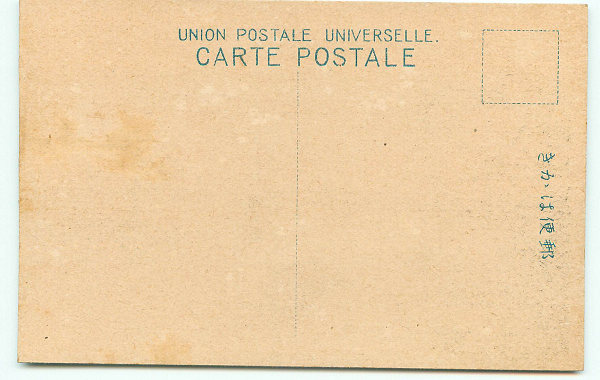 UNION POSTALE UNIVERSELLE.
CARTE POSTALE
郵便はかき